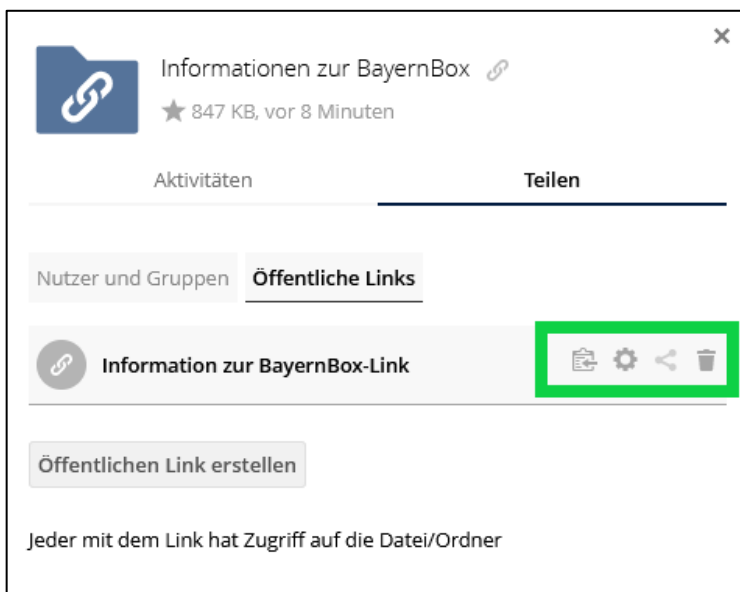 Informationen zur BayernBox
847 KB, vor 8 Minuten
Aktivitäten
Teilen
Nutzer und Gruppen
Öffentliche Links
Information zur BayernBox-Link
Öffentlichen Link erstellen
Jeder mit dem Link hat Zugriff auf die Datei/Ordner